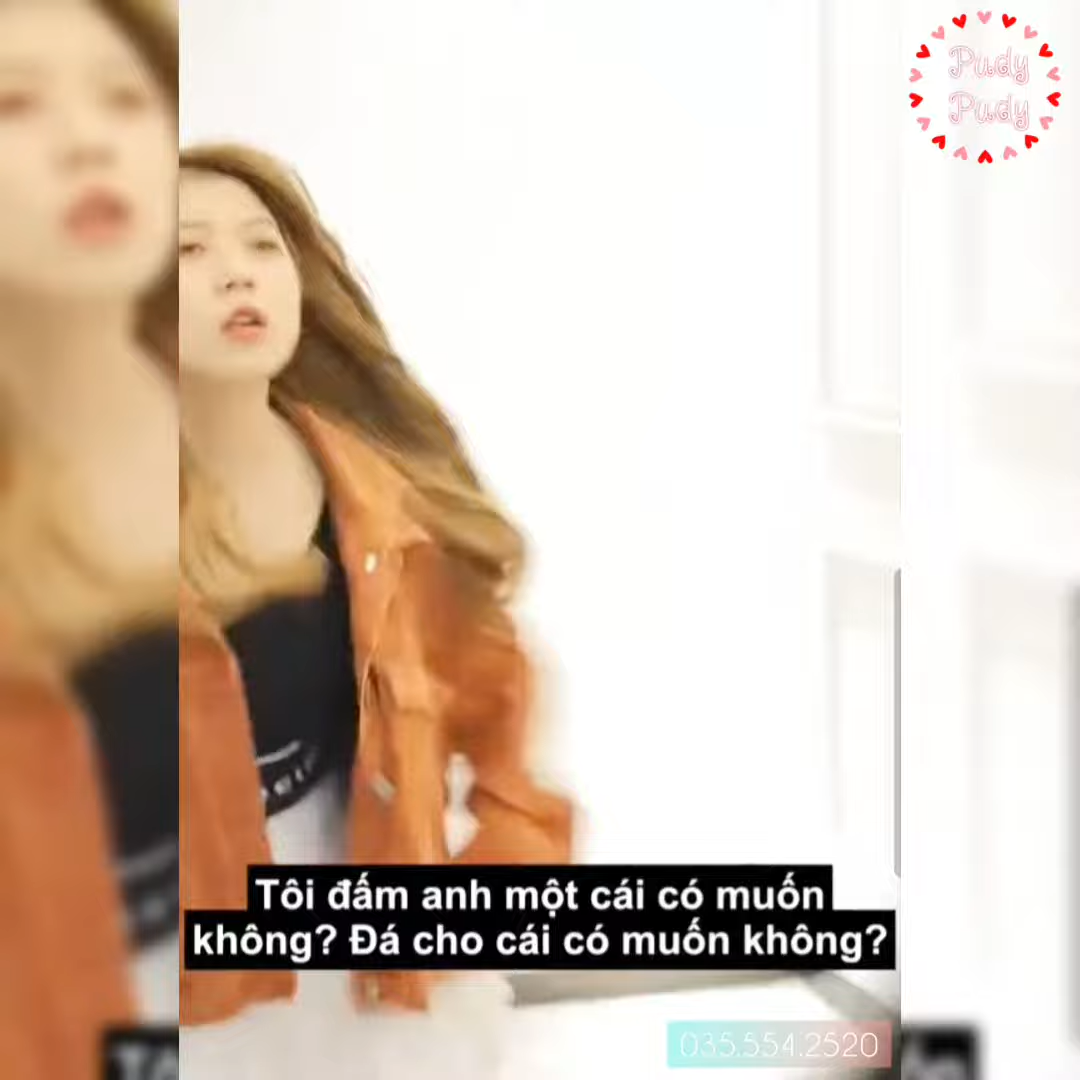 Pudy
Pudy
Tôi đấm anh một cái có muốn
không? Đá cho cái có muốn không?
035.554.2520